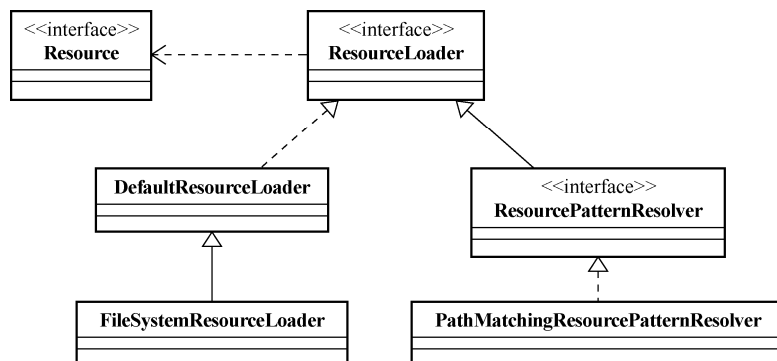 <<interface>>
Resource
<<interface>>
ResourceLoader
DefaultResourceLoader
<<interface>>
ResourcePatternResolver
FileSystemResourceLoader
PathMatchingResourcePatternResolver